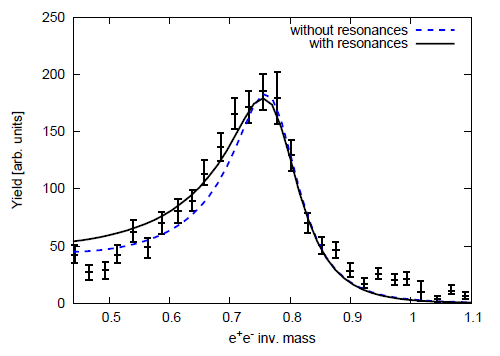 250
without resonances
with resonances
200
150
100
50
0
Yield [arb. units]
0.5 0.6 0.7 0.8 0.9 1 1.1
e+e- inv. mass